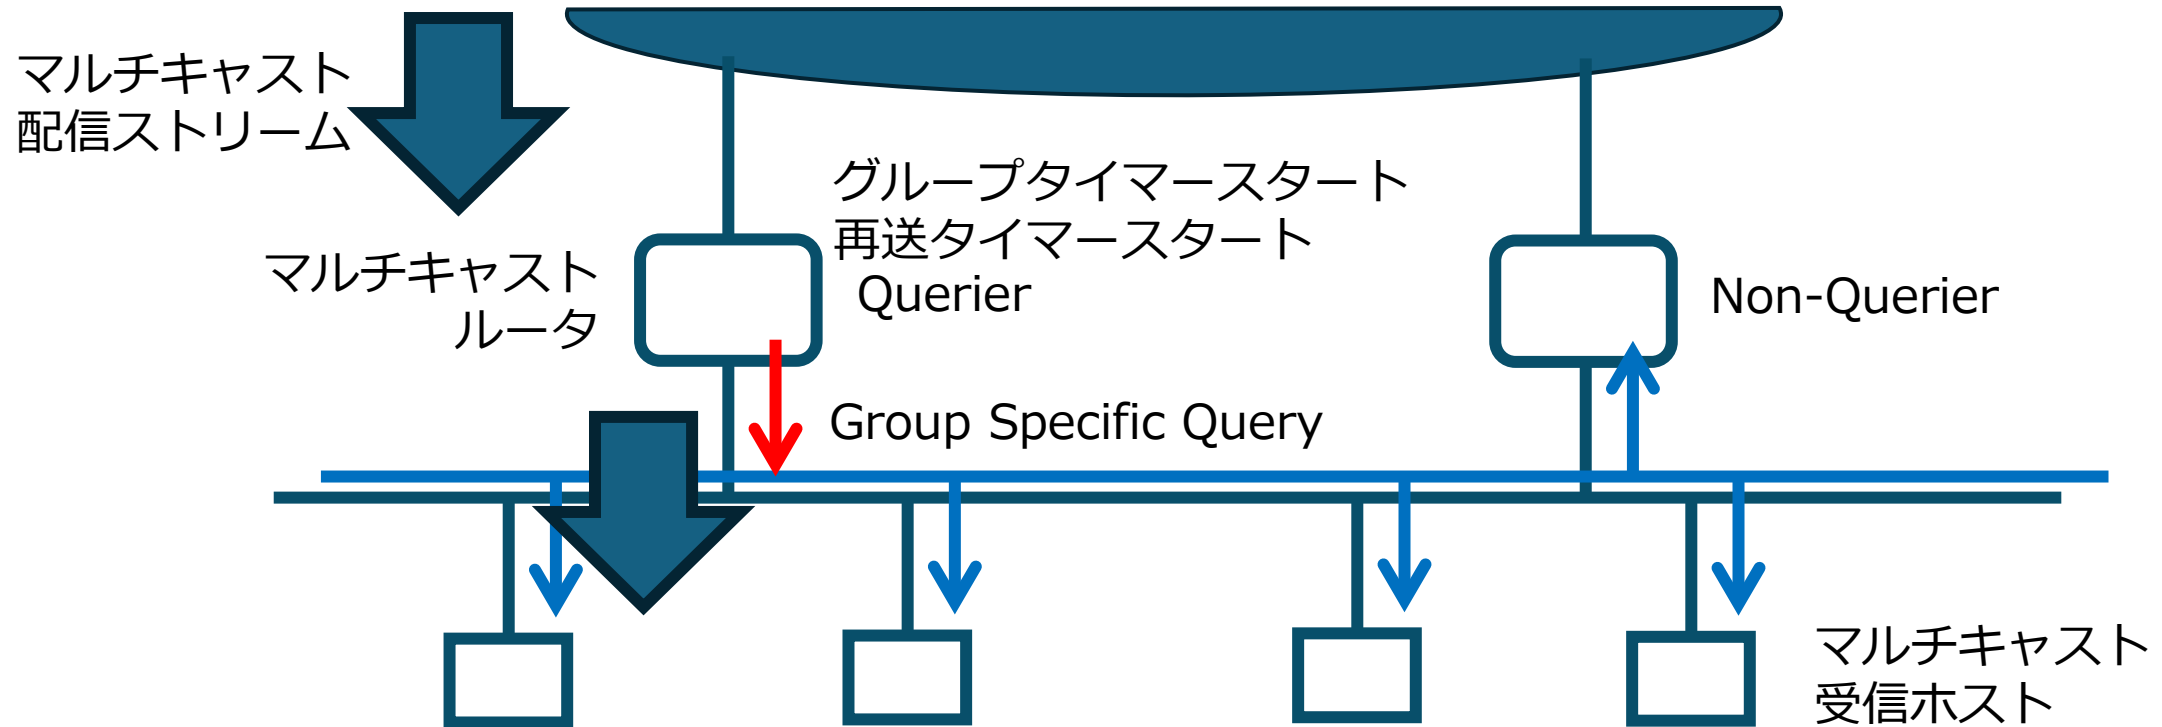 マルチキャスト
配信ストリーム
グループタイマースタート
再送タイマースタート
Querier
マルチキャスト
ルータ
Non-Querier
Group Specific Query
マルチキャスト
受信ホスト